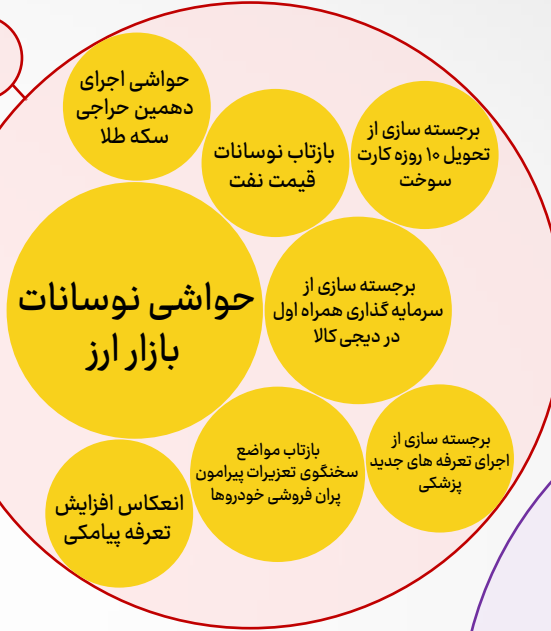 حواشی اجرای
دهمین حراجی
سکه طلا
بازتاب نوسانات
قیمت نفت
برجسته سازی از
تحویل ۱۰ روزه کارت
سوخت
حواشی نوسانات
بازار ارز
برجسته سازی از
سرمایه گذاری همراه اول
در دیجی کالا
برجسته سازی از
اجرای تعرفه های جدید
پزشکی
بازتاب مواضع
سخنگوی تعزیرات پیرامون
پران فروشی خودروها
انعکاس افزایش
تعرفه پیامکی